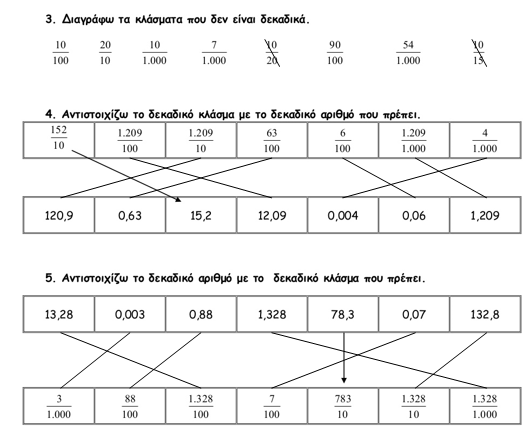 3. Διαγράφω τα κλάσματα που δεν είναι δεκαδικά.
10/100 20/10 10/1.000 7/1.000 10/20 90/100 54/1.000 10/15
4. Αντιστοιχίζω το δεκαδικό κλάσμα με το δεκαδικό αριθμό που πρέπει.
152/10 1.209/100 1.209/10 63/100 6/100 1.209/1.000 4/1.000
120,9 0,63 15,2 12,09 0,004 0,06 1,209
5. Αντιστοιχίζω το δεκαδικό αριθμό με το δεκαδικό κλάσμα που πρέπει.
13,28 0,003 0,88 1,328 78,3 0,07 132,8
3/1.000 88/100 1.328/100 7/100 783/10 1.328/10 1.328/1.000